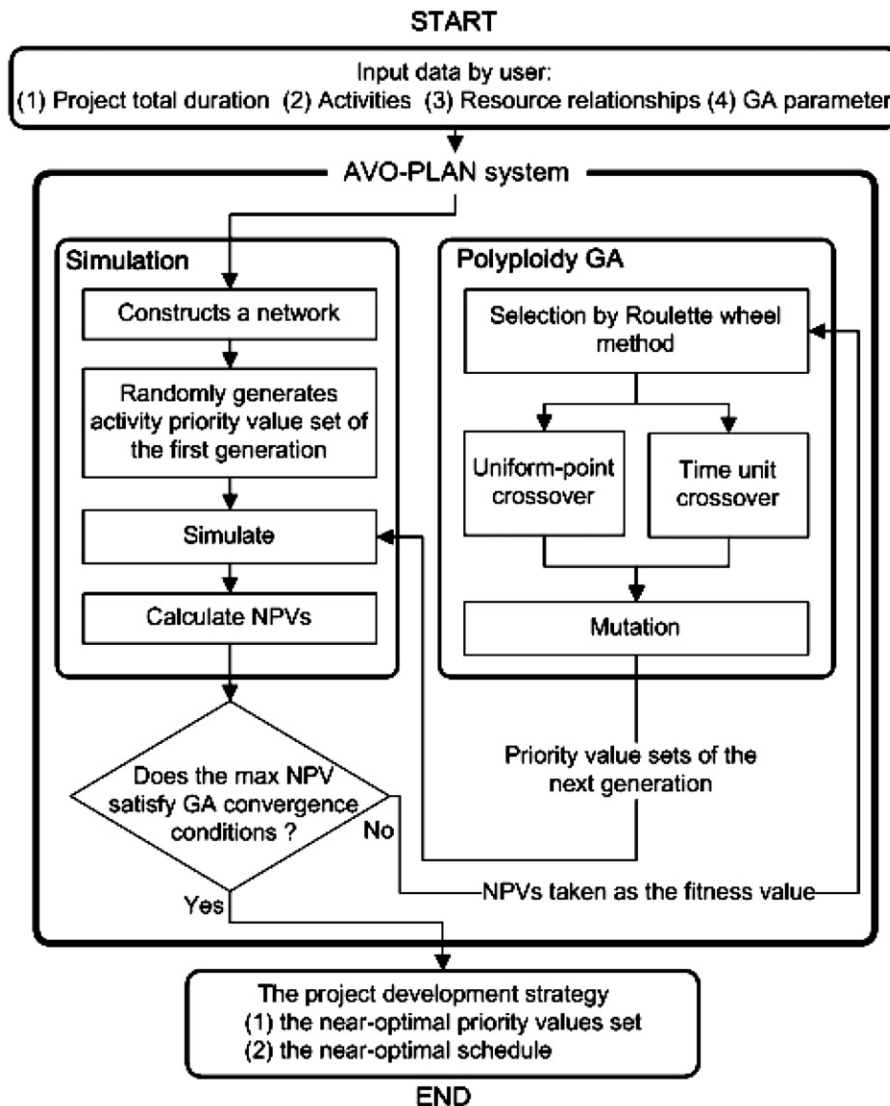 START
Input data by user:
(1) Project total duration (2) Activities (3) Resource relationships (4) GA parameter
AVO-PLAN system
Simulation
Constructs a network
Randomly generates
activity priority value set of
the first generation
Simulate
Calculate NPVs
Does the max NPV
satisfy GA convergence
conditions ?
No
Yes
Polyploidy GA
Selection by Roulette wheel
method
Uniform-point
crossover
Time unit
crossover
Mutation
Priority value sets of the
next generation
NPVs taken as the fitness value
The project development strategy
(1) the near-optimal priority values set
(2) the near-optimal schedule
END